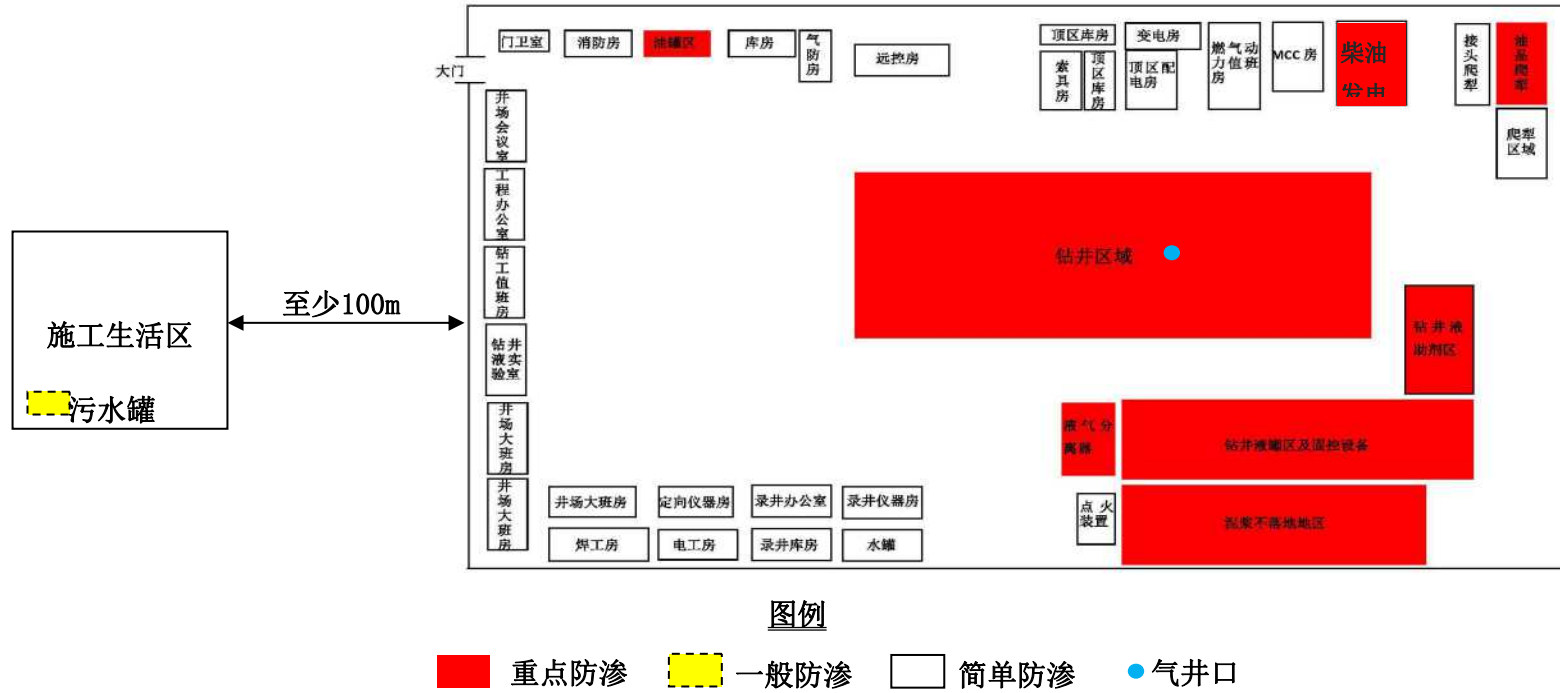 门卫室
消防房
油罐区
库房
气防房
远控房
顶区库房
变电房
燃气动
力值班
房
MCC 房
柴油
发电
接头爬犁
油品爬犁
大门
索具房
顶区库房
顶区配
电房
爬犁
区域
井场会议室
工程办公室
钻工值班房
钻井
液实
验室
井场大班房
井场大班房
钻井区域
至少100m
施工生活区
污水罐
钻井液
助剂区
液气分
离器
钻井液罐区及固控设备
井场大班房
定向仪器房
录井办公室
录井仪器房
点火
装置
泥浆不落地地区
焊工房
电工房
录井库房
水罐
图例
重点防渗
一般防渗
简单防渗
气井口